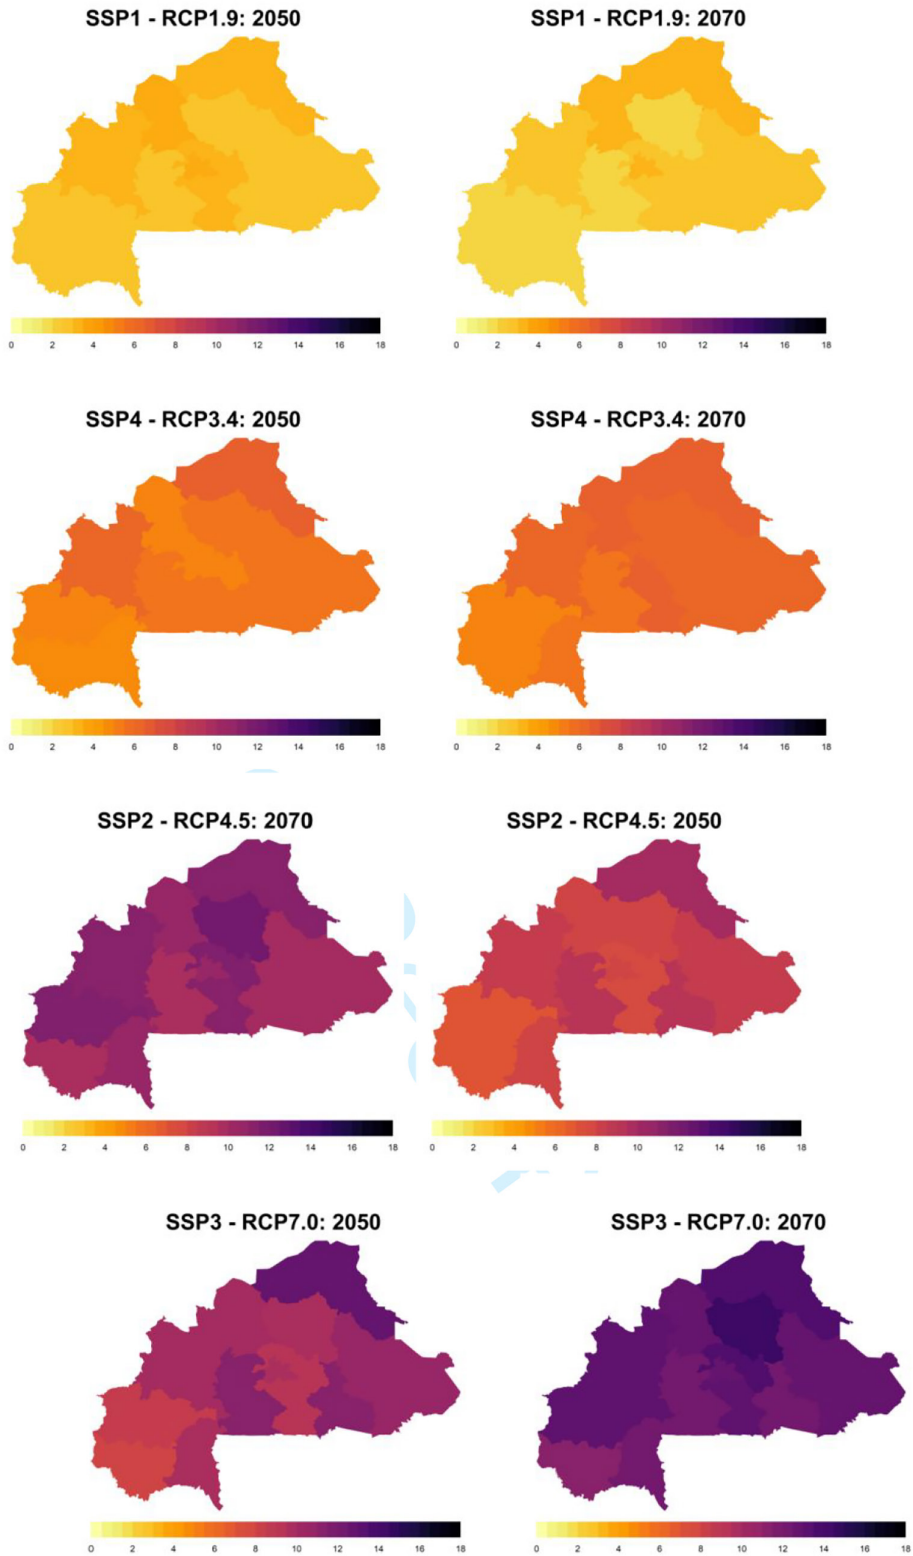 SSP1 - RCP1.9: 2050
SSP1 - RCP1.9: 2070
0 2 4 6 8 10 12 14 16 18
0 2 4 6 8 10 12 14 16 18
SSP4 - RCP3.4: 2050
SSP4 - RCP3.4: 2070
0 2 4 6 8 10 12 14 16 18
0 2 4 6 8 10 12 14 16 18
SSP2 - RCP4.5: 2070
SSP2 - RCP4.5: 2050
0 2 4 6 8 10 12 14 16 18
0 2 4 6 8 10 12 14 16 18
SSP3 - RCP7.0: 2050
SSP3 - RCP7.0: 2070
0 2 4 6 8 10 12 14 16 18
0 2 4 6 8 10 12 14 16 18